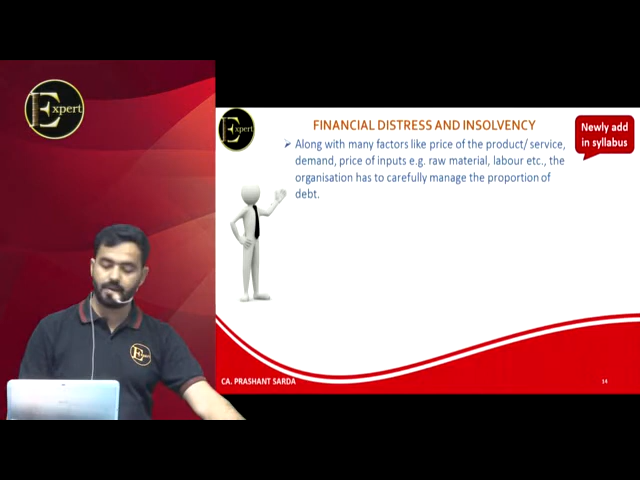 Expert
Expert
FINANCIAL DISTRESS AND INSOLVENCY
Newly add
in syllabus
➢ Along with many factors like price of the product/ service,
demand, price of inputs e.g. raw material, labour etc., the
organisation has to carefully manage the proportion of
debt.
Expert
CA. PRASHANT SARDA
14